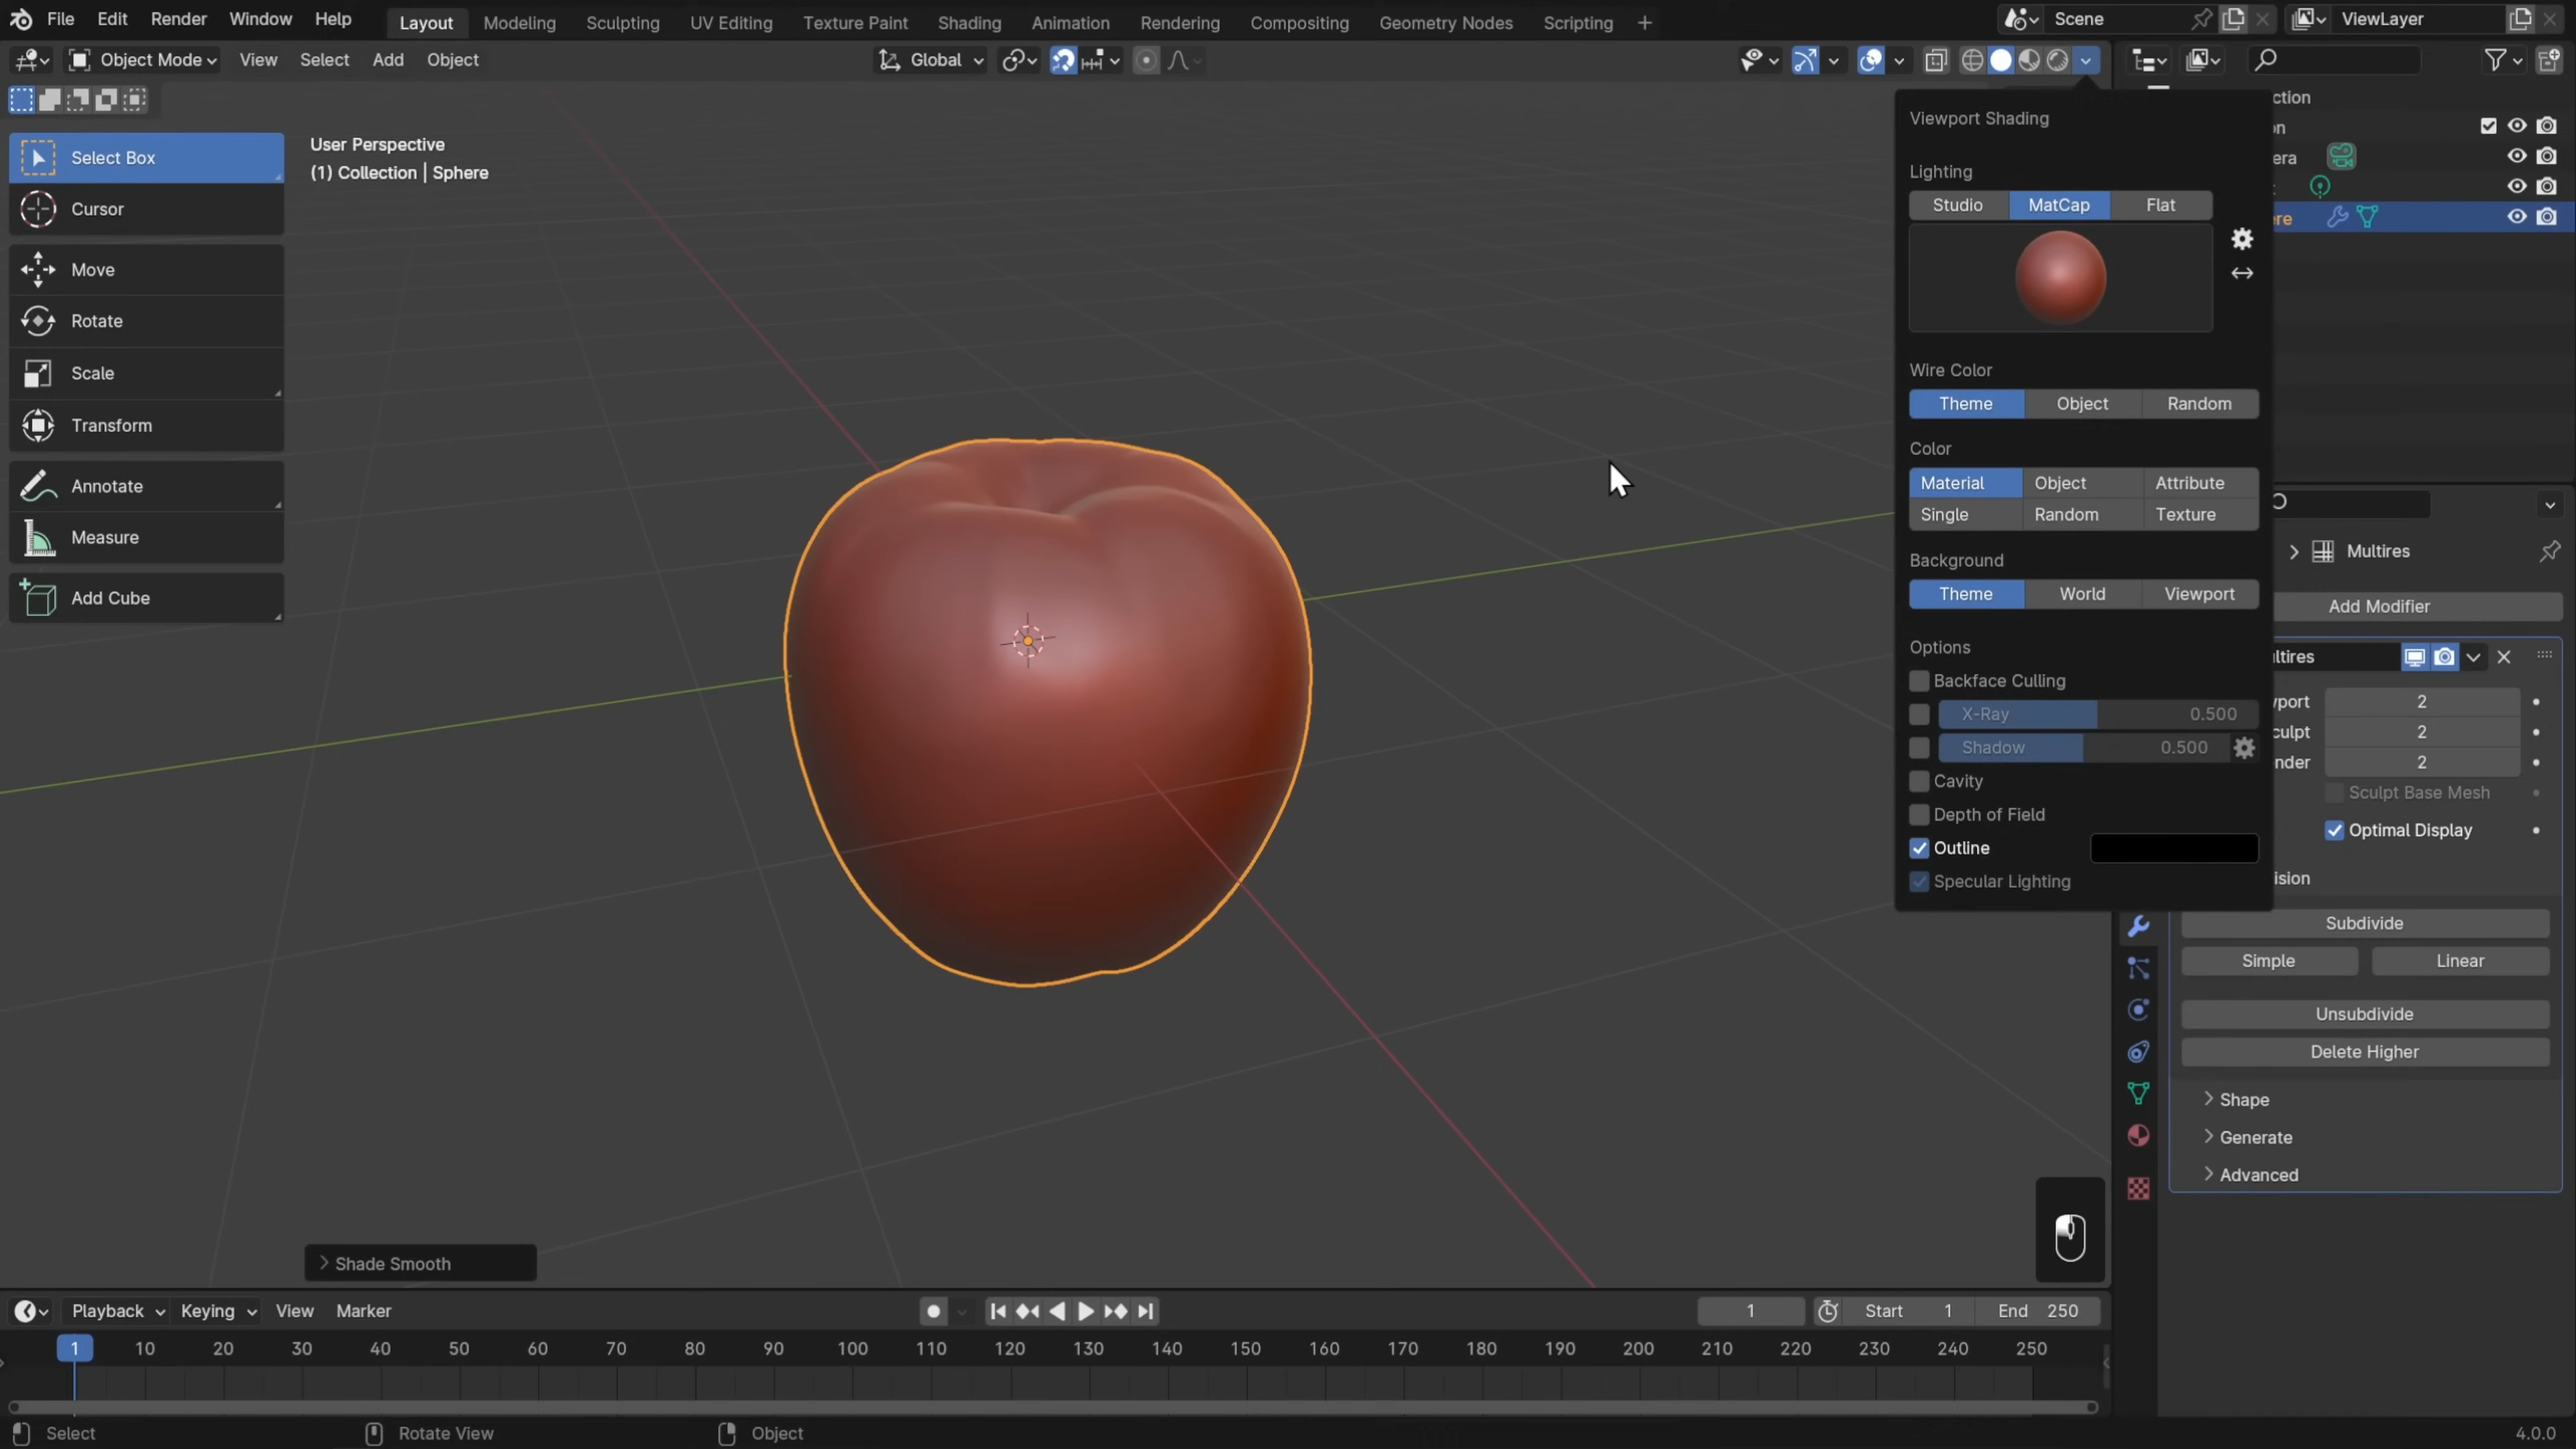 File Edit Render Window Help Layout Modeling Sculpting UV Editing Texture Paint Shading Animation Rendering Compositing Geometry Nodes Scripting + Scene ViewLayer
Object Mode View Select Add Object Global
Select Box
Cursor
Move
Rotate
Scale
Transform
Annotate
Measure
Add Cube
User Perspective
(1) Collection | Sphere
Viewport Shading
Lighting
Studio MatCap Flat
Wire Color
Theme Object Random
Color
Material Object Attribute
Single Random Texture
Background
Theme World Viewport
Options
Backface Culling
X-Ray 0.500
Shadow 0.500
Cavity
Depth of Field
Outline
Specular Lighting
ction
on
era
ere
Multires
Add Modifier
ltires
port 2
culpt 2
nder 2
Sculpt Base Mesh
Optimal Display
ision
Subdivide
Simple Linear
Unsubdivide
Delete Higher
Shape
Generate
Advanced
Shade Smooth
Playback Keying View Marker 1 Start 1 End 250
1 10 20 30 40 50 60 70 80 90 100 110 120 130 140 150 160 170 180 190 200 210 220 230 240 250
Select Rotate View Object 4.0.0